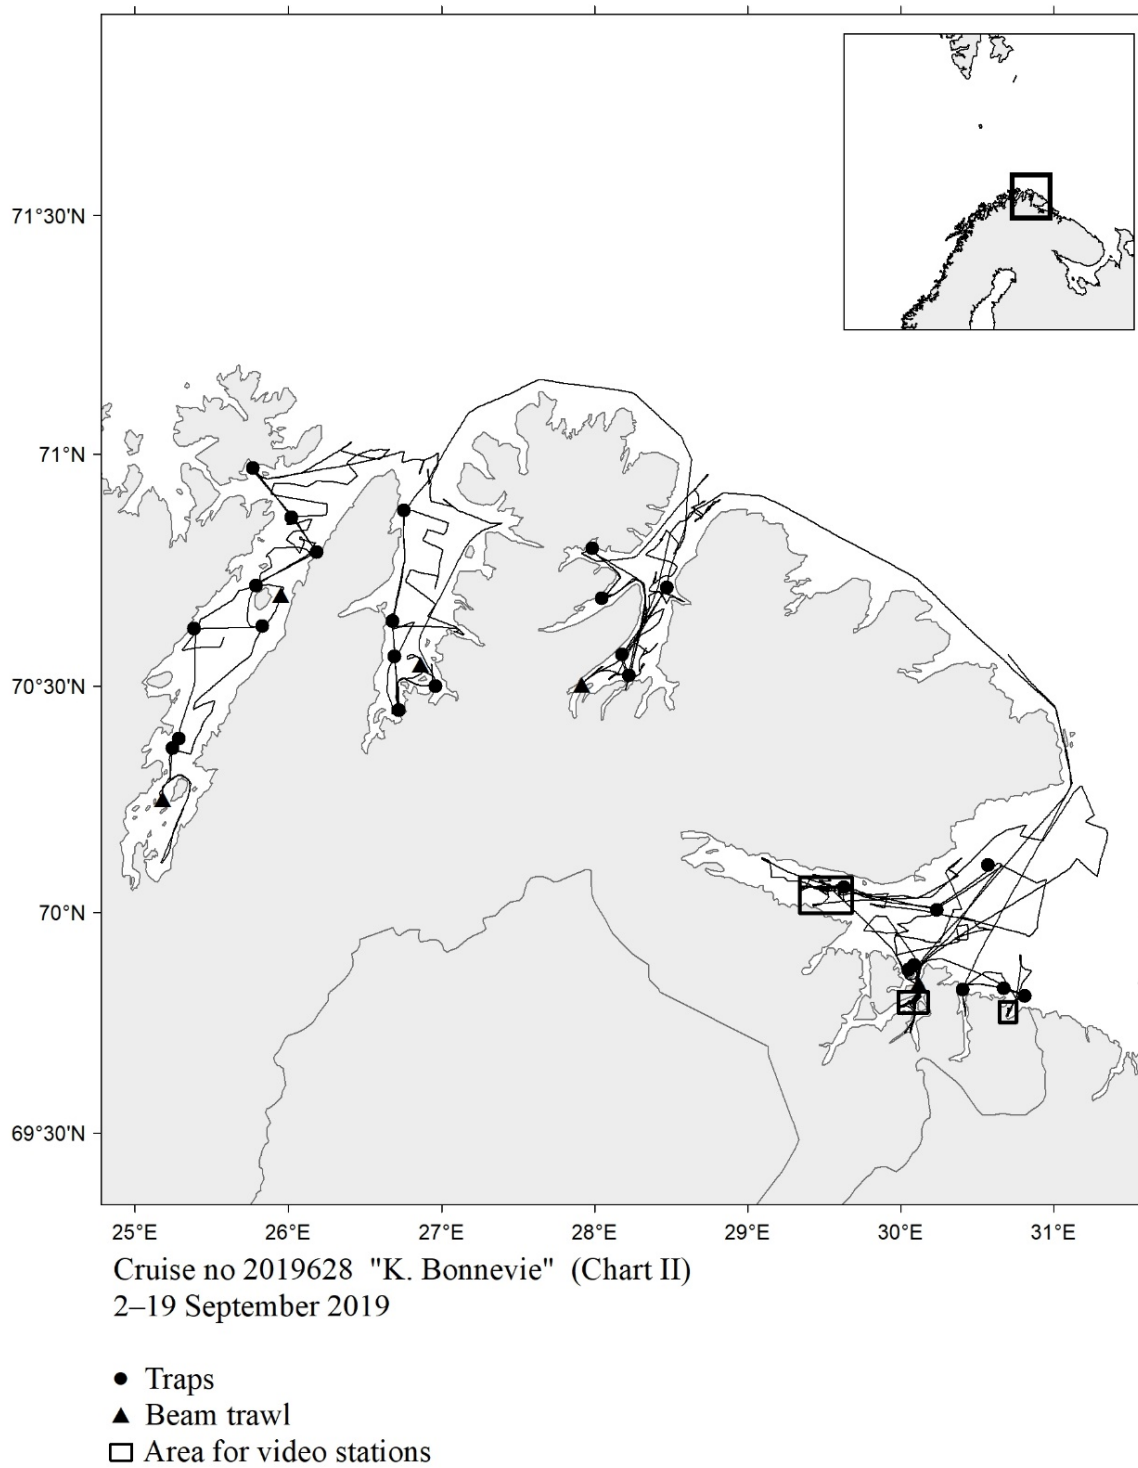 71°30'N
71°N
70°30'N
70°N
69°30'N
25°E 26°E 27°E 28°E 29°E 30°E 31°E
Cruise no 2019628 "K. Bonnevie" (Chart II)
2–19 September 2019
Traps
Beam trawl
Area for video stations